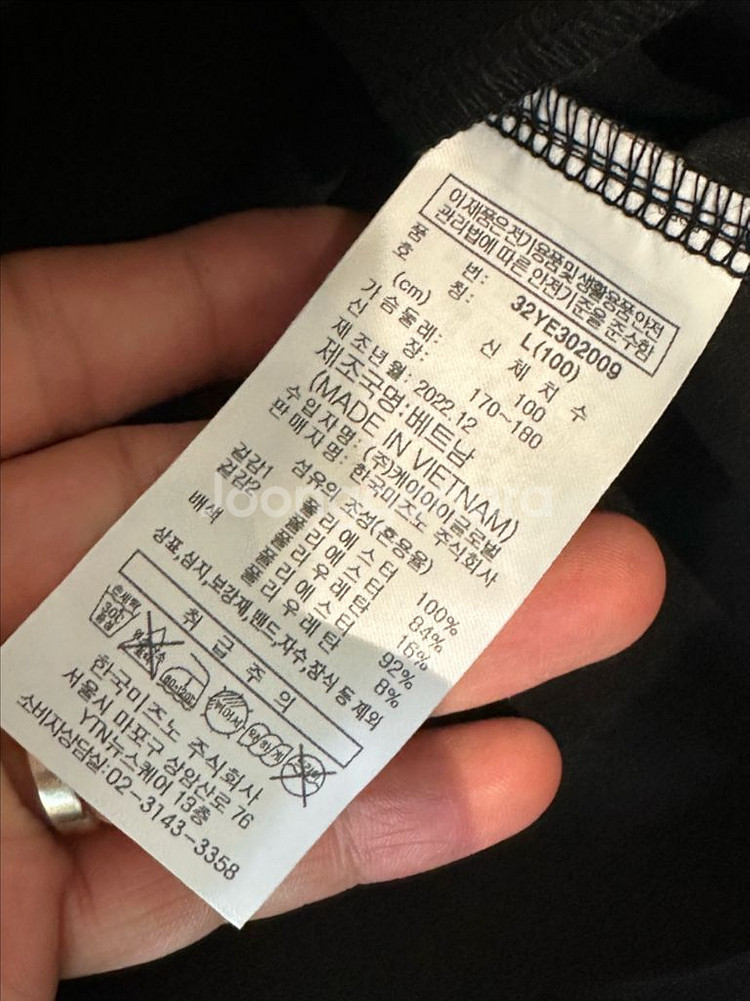 이 제품은 전기용품 및 생활용품 안전
관리법에 따른 안전기준을 준수함
품 번: 32YE302009
호 칭: L(100)
(cm) 신 체 치 수
가슴둘레: 100
신 장: 170~180
제조년월: 2022.12
제조국명: 베트남
(MADE IN VIETNAM)
수입자명: (주)케이아이글로벌
판매자명: 한국미즈노 주식회사
섬유의 조성(혼용율)
겉감1 폴리에스터 100%
겉감2 폴리에스터 84%
폴리우레탄 16%
배색 폴리에스터 92%
폴리우레탄 8%
상표,심지,보강재,밴드,자수,장식 등 제외
취 급 주 의
손세탁
30℃
중성
약하게
한국미즈노 주식회사
서울시 마포구 상암산로 76
YTN뉴스퀘어 13층
소비자상담실:02-3143-3358